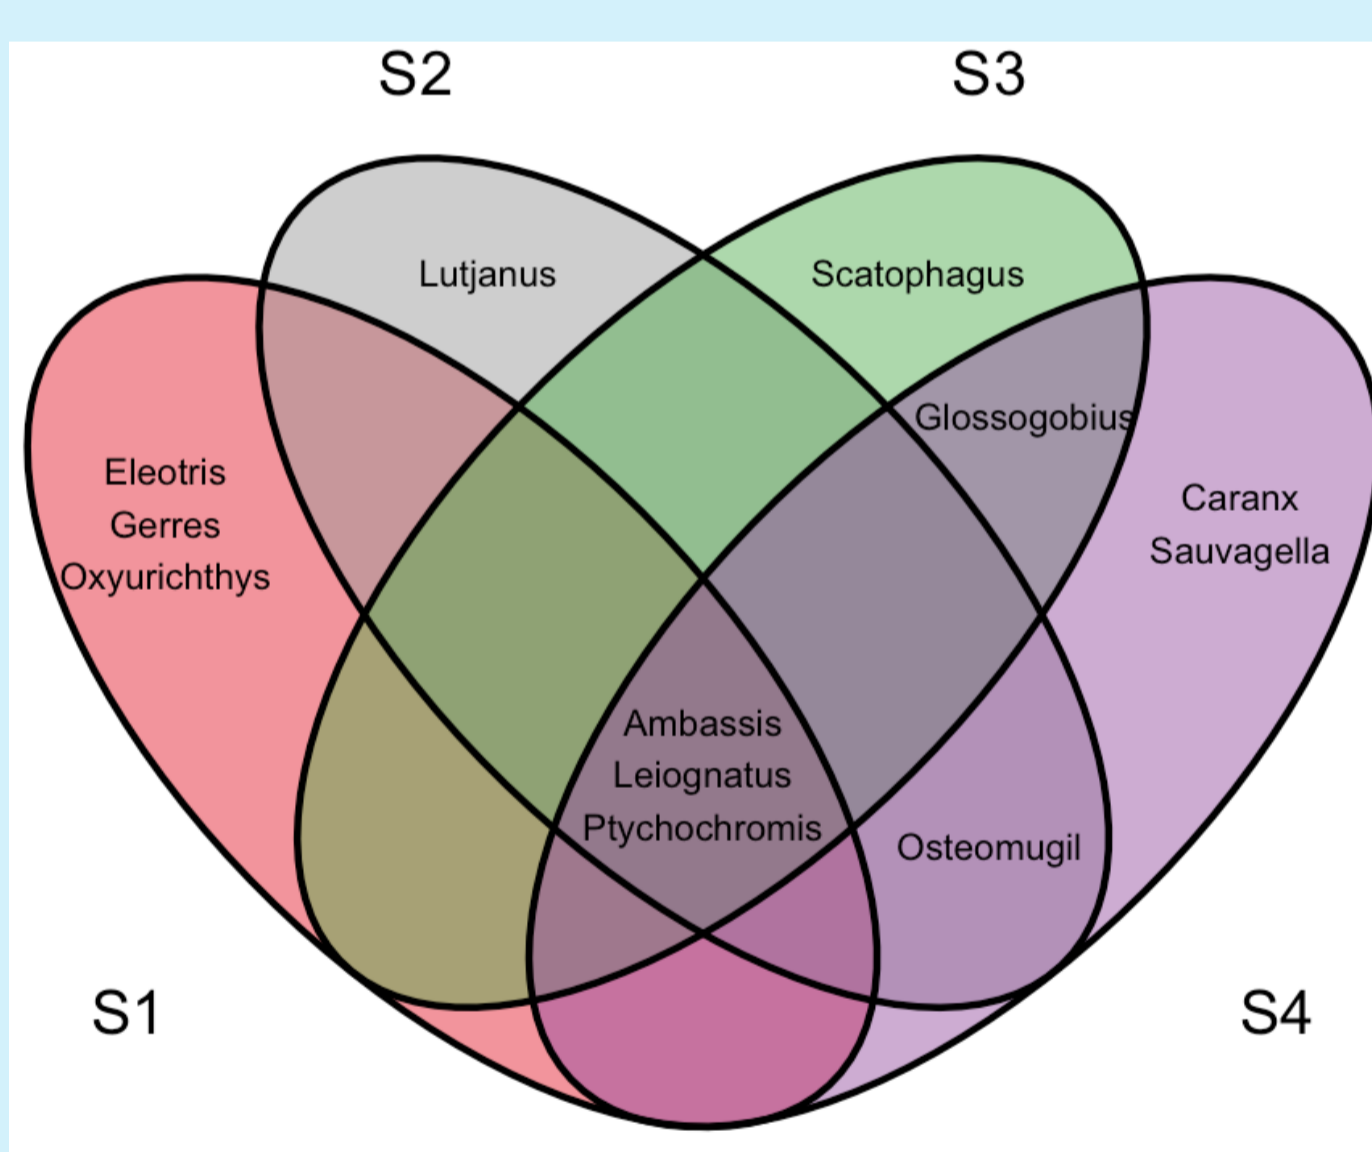 S2
S3
Lutjanus
Scatophagus
Glossogobius
Eleotris
Gerres
Oxyurichthys
Caranx
Sauvagella
Ambassis
Leiognatus
Ptychochromis
Osteomugil
S1
S4